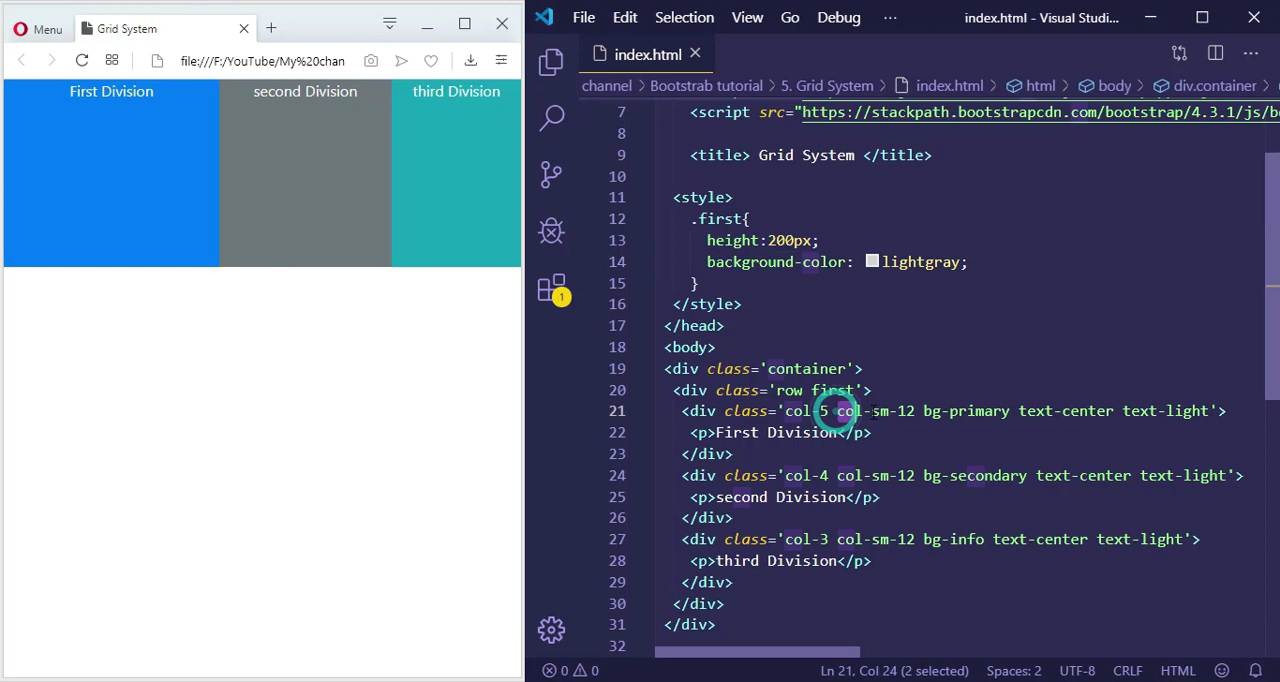 Menu
Grid System
file:///F:/YouTube/My%20chan
First Division
second Division
third Division
File Edit Selection View Go Debug ... index.html - Visual Studi...
index.html
channel Bootstrab tutorial 5. Grid System index.html html body div.container
7 <script src="https://stackpath.bootstrapcdn.com/bootstrap/4.3.1/js/bo
8
9 <title> Grid System </title>
10
11 <style>
12 .first{
13 height:200px;
14 background-color: lightgray;
15 }
16 </style>
17 </head>
18 <body>
19 <div class='container'>
20 <div class='row first'>
21 <div class='col-5 col-sm-12 bg-primary text-center text-light'>
22 <p>First Division</p>
23 </div>
24 <div class='col-4 col-sm-12 bg-secondary text-center text-light'>
25 <p>second Division</p>
26 </div>
27 <div class='col-3 col-sm-12 bg-info text-center text-light'>
28 <p>third Division</p>
29 </div>
30 </div>
31 </div>
32
1
0 0 Ln 21, Col 24 (2 selected) Spaces: 2 UTF-8 CRLF HTML